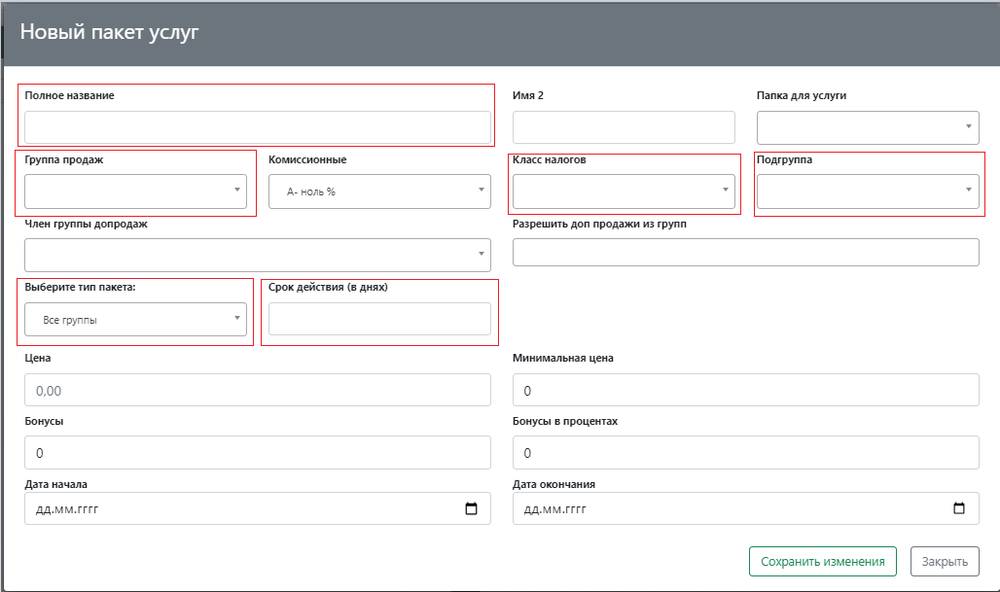 Новый пакет услуг
Полное название
Имя 2
Папка для услуги
Группа продаж
Комиссионные
Класс налогов
Подгруппа
А- ноль %
Член группы допродаж
Разрешить доп продажи из групп
Выберите тип пакета:
Срок действия (в днях)
Все группы
Цена
Минимальная цена
0,00
0
Бонусы
Бонусы в процентах
0
0
Дата начала
Дата окончания
дд.мм.гггг
дд.мм.гггг
Сохранить изменения
Закрыть